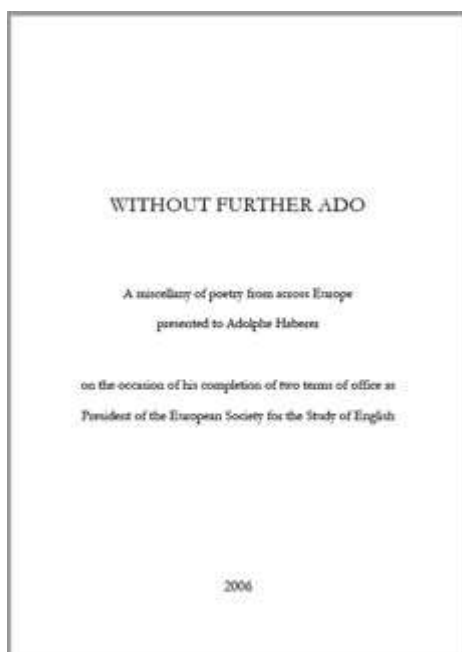 WITHOUT FURTHER ADO
A miscellany of poetry from across Europe
presented to Adolphe Haberer
on the occasion of his completion of two terms of office as
President of the European Society for the Study of English
2006